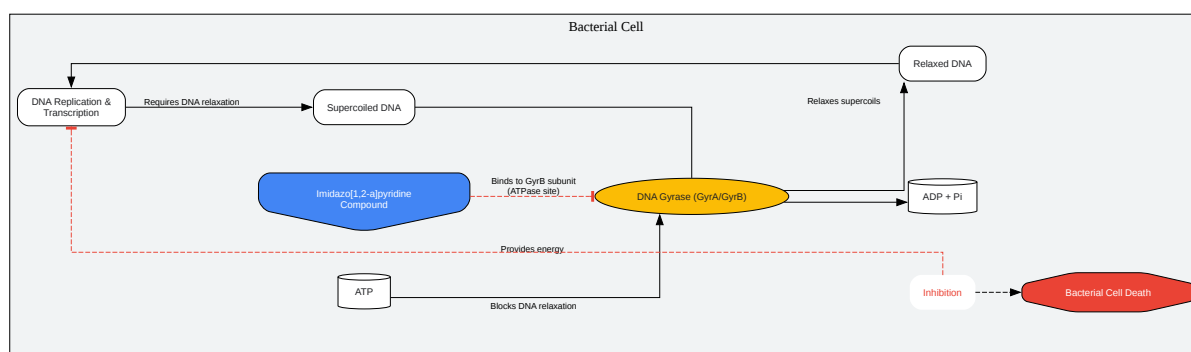 Bacterial Cell
Relaxed DNA
DNA Replication &
Transcription
Requires DNA relaxation
Supercoiled DNA
Relaxes supercoils
Imidazo[1,2-a]pyridine
Compound
Binds to GyrB subunit
(ATPase site)
DNA Gyrase (GyrA/GyrB)
ADP + Pi
Provides energy
ATP
Blocks DNA relaxation
Inhibition
Bacterial Cell Death